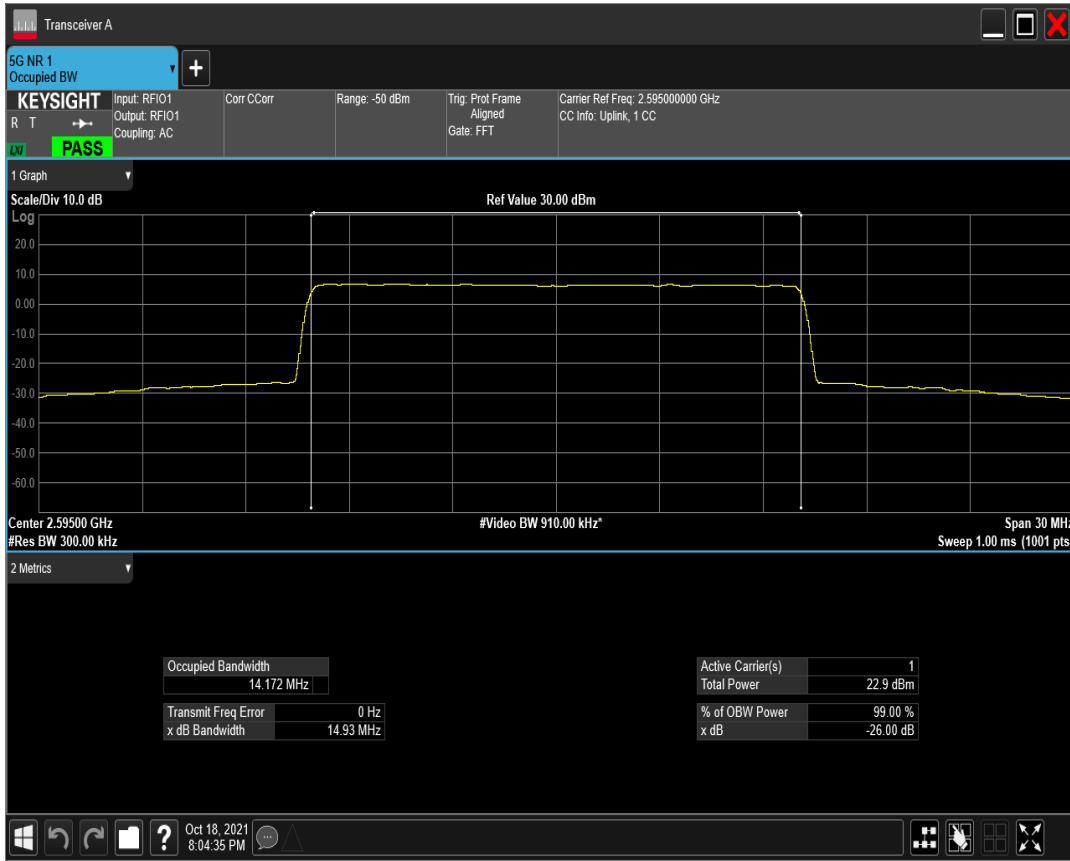 Transceiver A
5G NR 1
Occupied BW
KEYSIGHT
R T
LXI
PASS
Input: RFIO1
Output: RFIO1
Coupling: AC
Corr CCorr
Range: -50 dBm
Trig: Prot Frame
Aligned
Gate: FFT
Carrier Ref Freq: 2.595000000 GHz
CC Info: Uplink, 1 CC
1 Graph
Scale/Div 10.0 dB
Ref Value 30.00 dBm
Log
20.0
10.0
0.00
-10.0
-20.0
-30.0
-40.0
-50.0
-60.0
Center 2.59500 GHz
#Video BW 910.00 kHz*
Span 30 MHz
#Res BW 300.00 kHz
Sweep 1.00 ms (1001 pts
2 Metrics
Occupied Bandwidth
14.172 MHz
Transmit Freq Error 0 Hz
x dB Bandwidth 14.93 MHz
Active Carrier(s) 1
Total Power 22.9 dBm
% of OBW Power 99.00 %
x dB -26.00 dB
?
Oct 18, 2021
8:04:35 PM